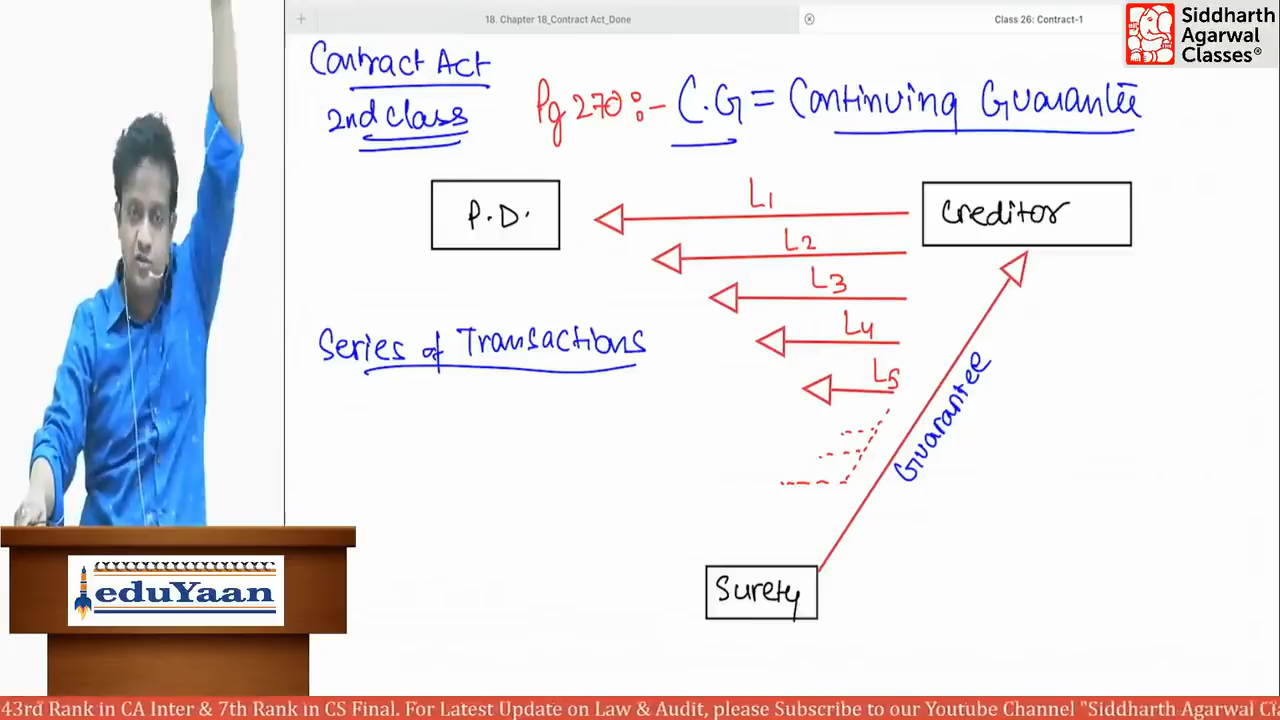 18. Chapter 18_Contract Act_Done
Class 26: Contract-1
Siddharth
Agarwal
Classes®
Contract Act
2nd class
Pg 270:- C.G = Continuing Guarantee
P.D.
Creditor
L1
L2
L3
L4
L5
Series of Transactions
Guarantee
Surety
eduYaan
43rd Rank in CA Inter & 7th Rank in CS Final. For Latest Update on Law & Audit, please Subscribe to our Youtube Channel "Siddharth Agarwal Cl